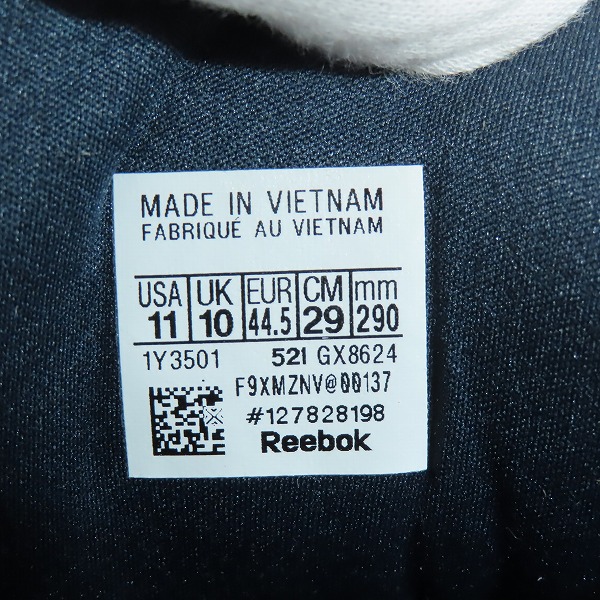 MADE IN VIETNAM
FABRIQUÉ AU VIETNAM
USA UK EUR CM mm
11 10 44.5 29 290
1Y3501 521 GX8624
F9XMZNV@00137
#127828198
Reebok